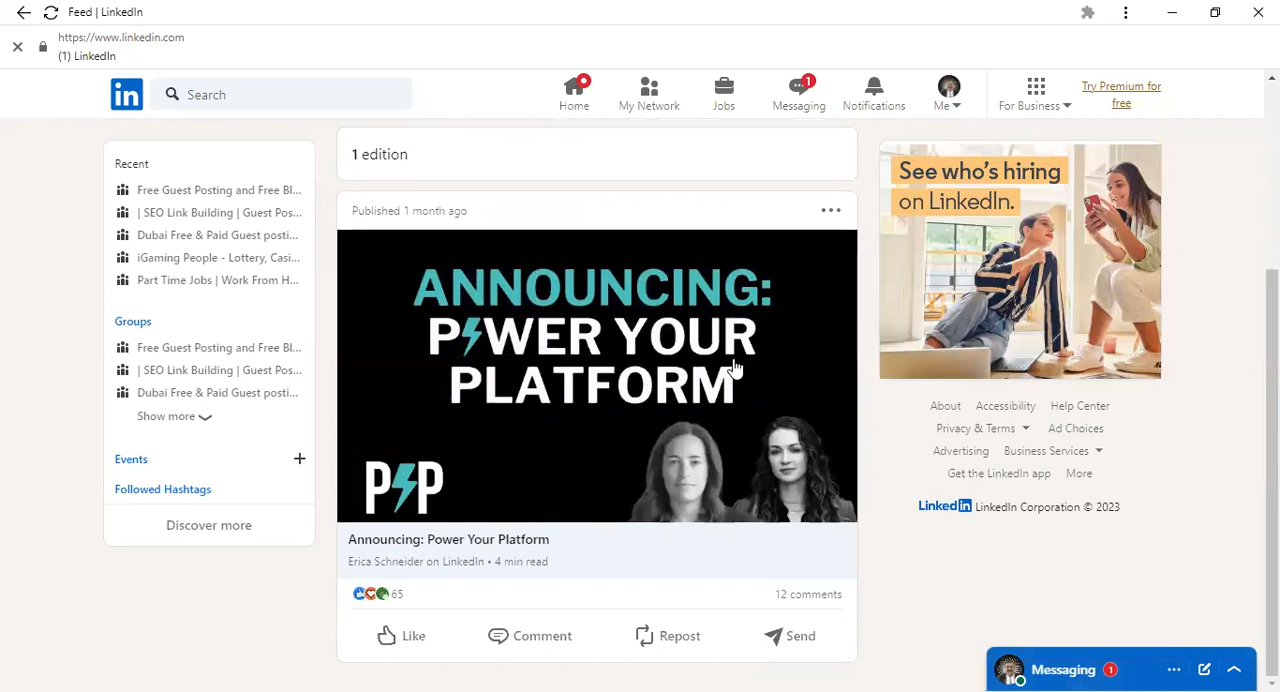 Feed | LinkedIn
https://www.linkedin.com
(1) LinkedIn
in
Search
Home
My Network
Jobs
1
Messaging
Notifications
Me
For Business
Try Premium for
free
Recent
Free Guest Posting and Free Bl...
| SEO Link Building | Guest Pos...
Dubai Free & Paid Guest posti...
iGaming People - Lottery, Casi...
Part Time Jobs | Work From H...
Groups
Free Guest Posting and Free Bl...
| SEO Link Building | Guest Pos...
Dubai Free & Paid Guest posti...
Show more
Events
Followed Hashtags
Discover more
1 edition
Published 1 month ago
ANNOUNCING:
POWER YOUR
PLATFORM
PYP
Announcing: Power Your Platform
Erica Schneider on LinkedIn • 4 min read
65
12 comments
Like
Comment
Repost
Send
See who's hiring
on LinkedIn.
About Accessibility Help Center
Privacy & Terms Ad Choices
Advertising Business Services
Get the LinkedIn app More
LinkedIn LinkedIn Corporation © 2023
Messaging 1